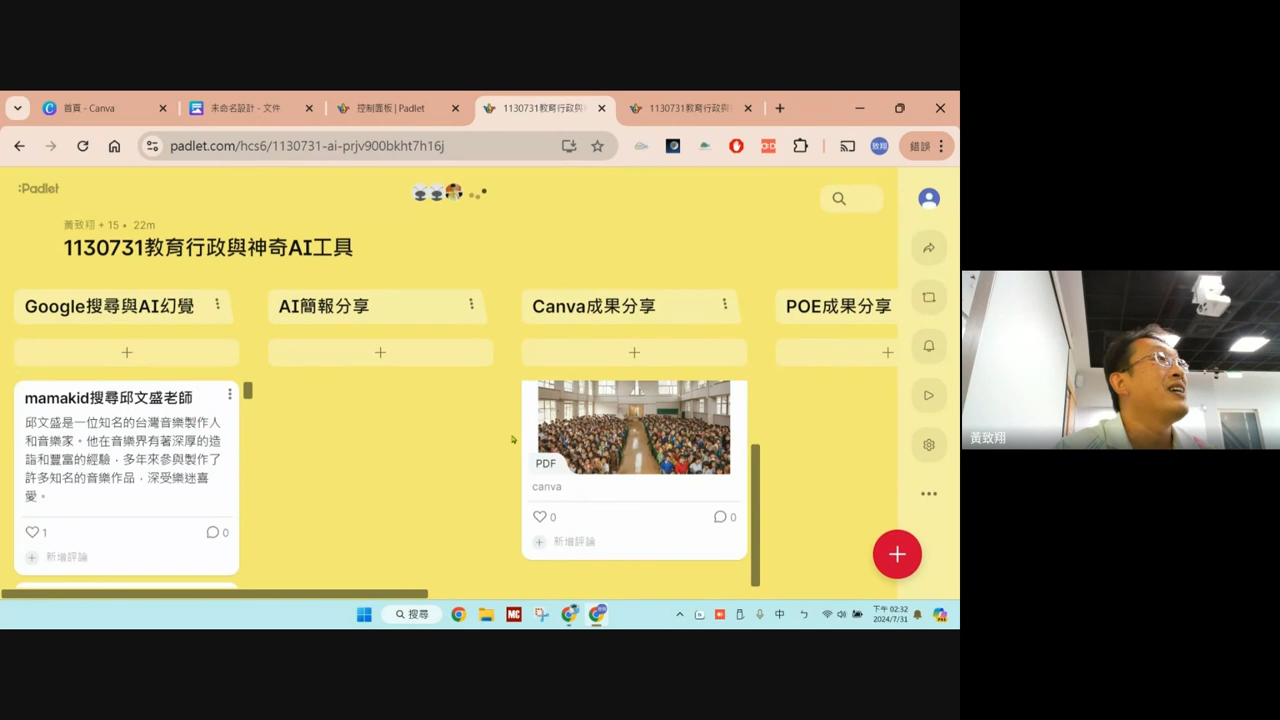 首頁 - Canva
未命名設計 - 文件
控制面板 | Padlet
1130731教育行政與
1130731教育行政與
padlet.com/hcs6/1130731-ai-prjv900bkht7h16j
致翔
錯誤
:Padlet
黃致翔 + 15 • 22m
1130731教育行政與神奇AI工具
Google搜尋與AI幻覺
AI簡報分享
Canva成果分享
POE成果分享
mamakid搜尋邱文盛老師
邱文盛是一位知名的台灣音樂製作人
和音樂家。他在音樂界有著深厚的造
詣和豐富的經驗，多年來參與製作了
許多知名的音樂作品，深受樂迷喜
愛。
1
0
新增評論
PDF
canva
0
0
新增評論
搜尋
MC
中
下午 02:32
2024/7/31
黃致翔